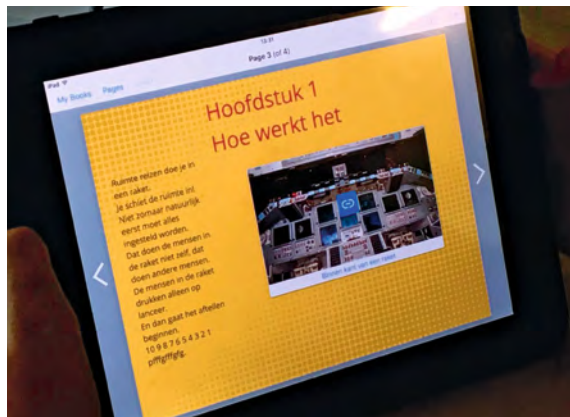 iPad
13:31
Page 3 (of 4)
My Books Pages
Hoofdstuk 1
Hoe werkt het
Ruimte reizen doe je in
een raket.
Je schiet de ruimte in!
Niet zomaar natuurlijk
eerst moet alles
ingesteld worden.
Dat doen de mensen in
de raket niet zelf, dat
doen andere mensen.
De mensen in de raket
drukken alleen op
lanceer.
En dan gaat het aftellen
beginnen.
10 9 8 7 6 5 4 3 2 1
pfffgfffgfg.
Binnen kant van een raket